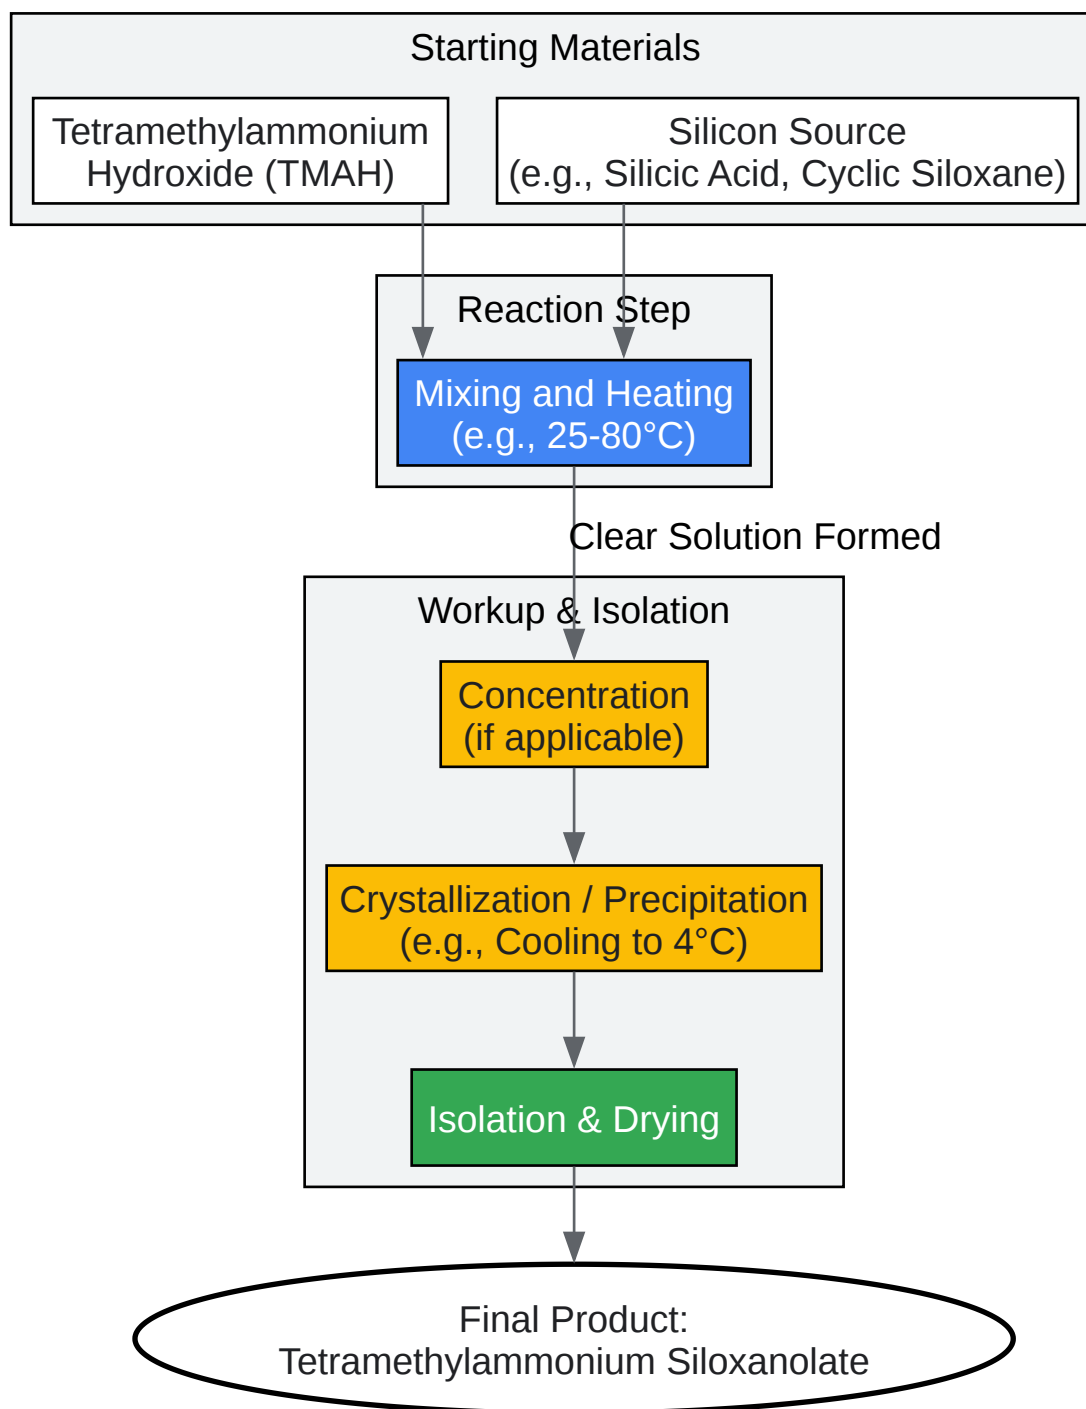 Starting Materials
Tetramethylammonium
Hydroxide (TMAH)
Silicon Source
(e.g., Silicic Acid, Cyclic Siloxane)
Reaction Step
Mixing and Heating
(e.g., 25-80°C)
Clear Solution Formed
Workup & Isolation
Concentration
(if applicable)
Crystallization / Precipitation
(e.g., Cooling to 4°C)
Isolation & Drying
Final Product:
Tetramethylammonium Siloxanolate